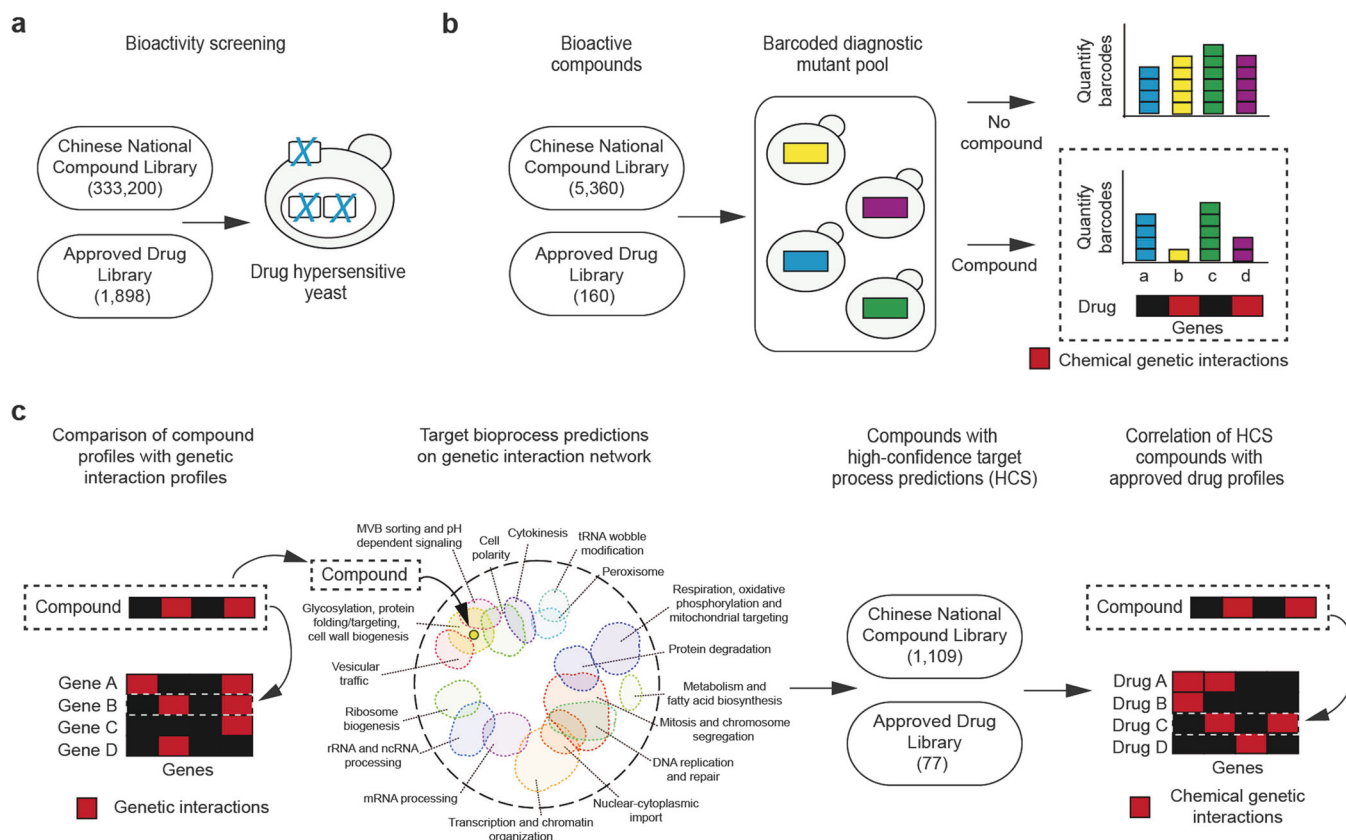 a
Bioactivity screening
Chinese National
Compound Library
(333,200)
Approved Drug
Library
(1,898)
X
X X
Drug hypersensitive
yeast
b
Bioactive
compounds
Barcoded diagnostic
mutant pool
Chinese National
Compound Library
(5,360)
Approved Drug
Library
(160)
No
compound
Compound
Quantify
barcodes
Quantify
barcodes
a b c d
Drug
Genes
Chemical genetic interactions
c
Comparison of compound
profiles with genetic
interaction profiles
Compound
Gene A
Gene B
Gene C
Gene D
Genes
Genetic interactions
Target bioprocess predictions
on genetic interaction network
Compound
MVB sorting and pH
dependent signaling
Cell
polarity
Cytokinesis
tRNA wobble
modification
Peroxisome
Respiration, oxidative
phosphorylation and
mitochondrial targeting
Protein degradation
Metabolism and
fatty acid biosynthesis
Mitosis and chromosome
segregation
DNA replication
and repair
Nuclear-cytoplasmic
import
Transcription and chromatin
organization
mRNA processing
rRNA and ncRNA
processing
Ribosome
biogenesis
Vesicular
traffic
Glycosylation, protein
folding/targeting,
cell wall biogenesis
Compounds with
high-confidence target
process predictions (HCS)
Chinese National
Compound Library
(1,109)
Approved Drug
Library
(77)
Correlation of HCS
compounds with
approved drug profiles
Compound
Drug A
Drug B
Drug C
Drug D
Genes
Chemical genetic
interactions